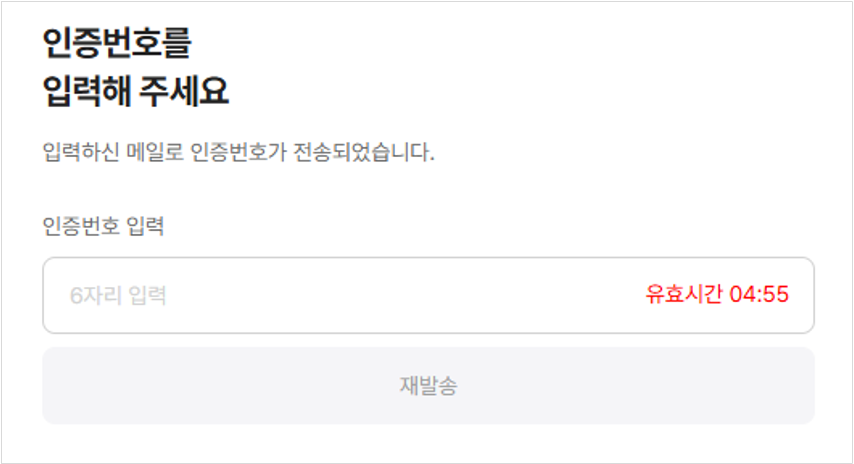 인증번호를
입력해 주세요
입력하신 메일로 인증번호가 전송되었습니다.
인증번호 입력
6자리 입력 유효시간 04:55
재발송